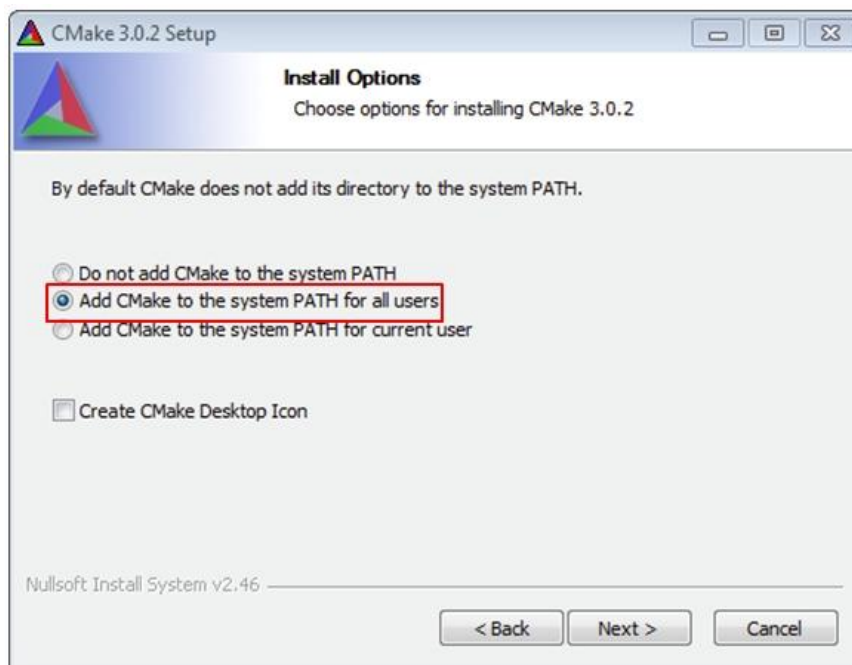 CMake 3.0.2 Setup
Install Options
Choose options for installing CMake 3.0.2
By default CMake does not add its directory to the system PATH.
Do not add CMake to the system PATH
Add CMake to the system PATH for all users
Add CMake to the system PATH for current user
Create CMake Desktop Icon
Nullsoft Install System v2.46
< Back Next > Cancel